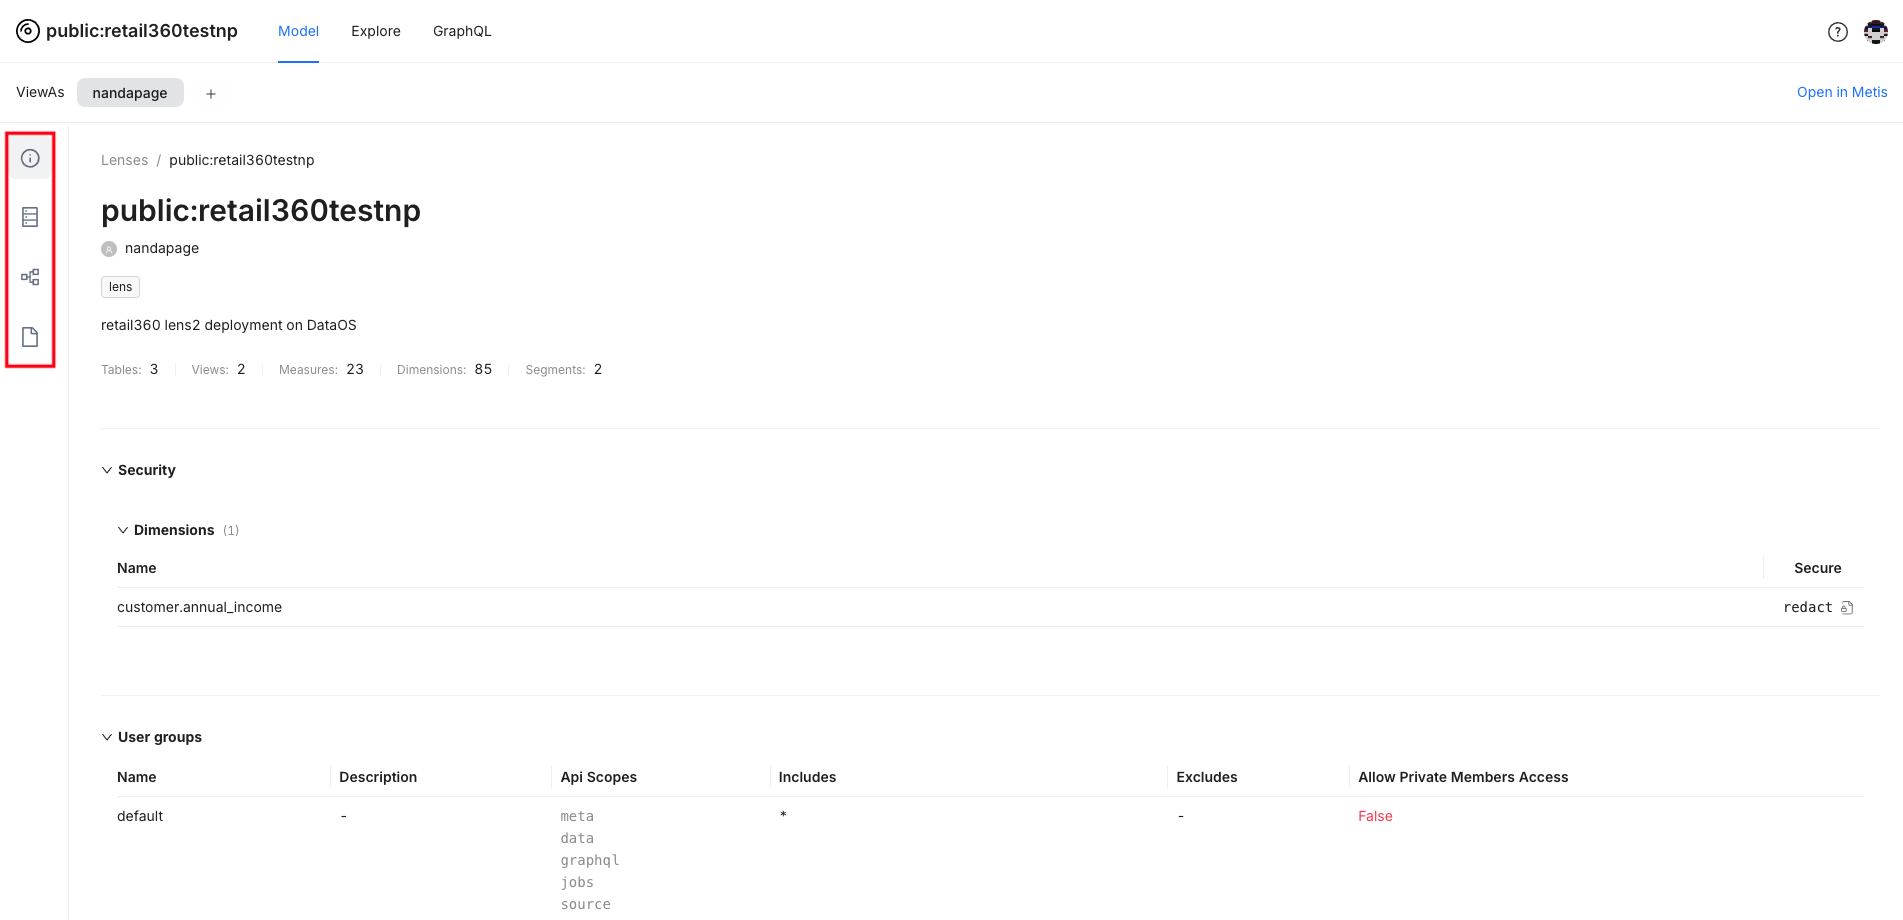 public:retail360testnp Model Explore GraphQL ?
ViewAs nandapage + Open in Metis
Lenses / public:retail360testnp
public:retail360testnp
nandapage
lens
retail360 lens2 deployment on DataOS
Tables: 3 Views: 2 Measures: 23 Dimensions: 85 Segments: 2
Security
Dimensions (1)
Name Secure
customer.annual_income redact
User groups
Name Description Api Scopes Includes Excludes Allow Private Members Access
default - meta * - False
data
graphql
jobs
source